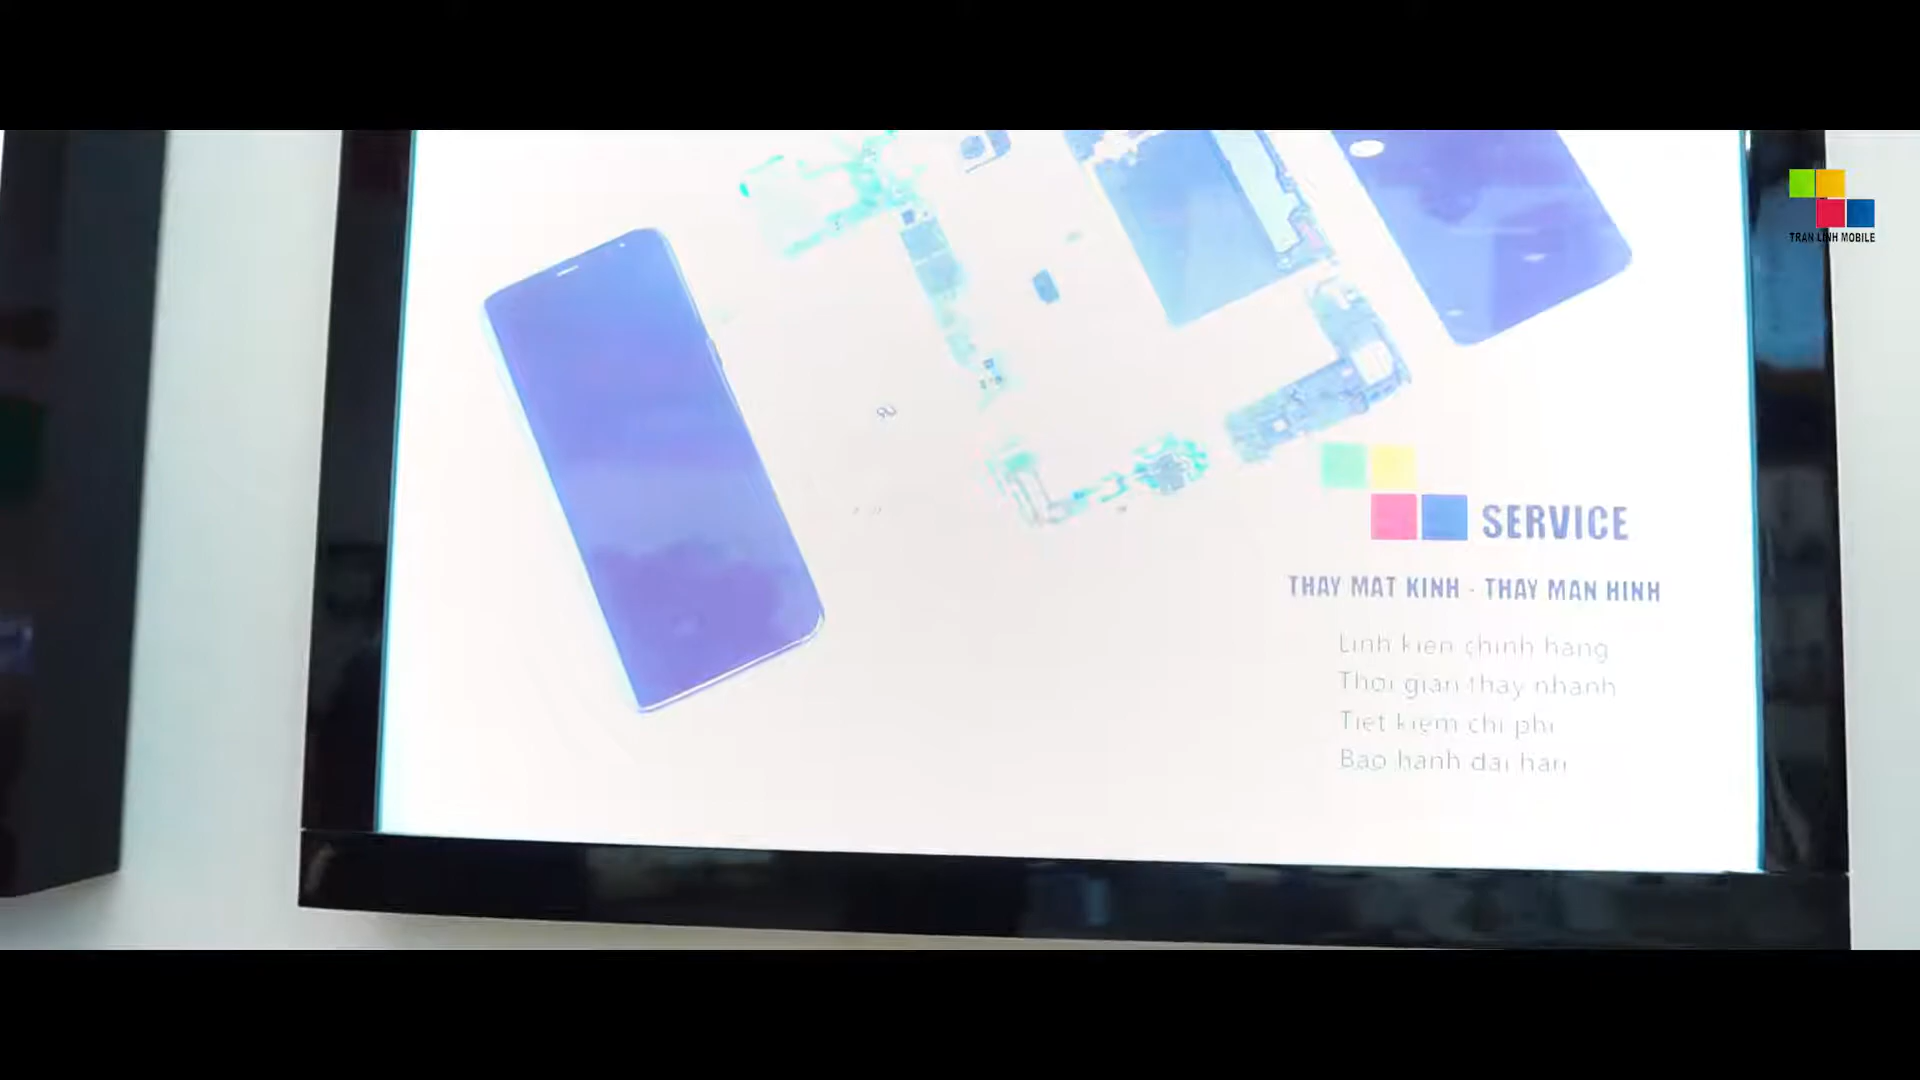 TRAN LINH MOBILE
SERVICE
THAY MAT KINH - THAY MAN HINH
Linh kien chinh hang
Thoi gian thay nhanh
Tiet kiem chi phi
Bao hanh dai han